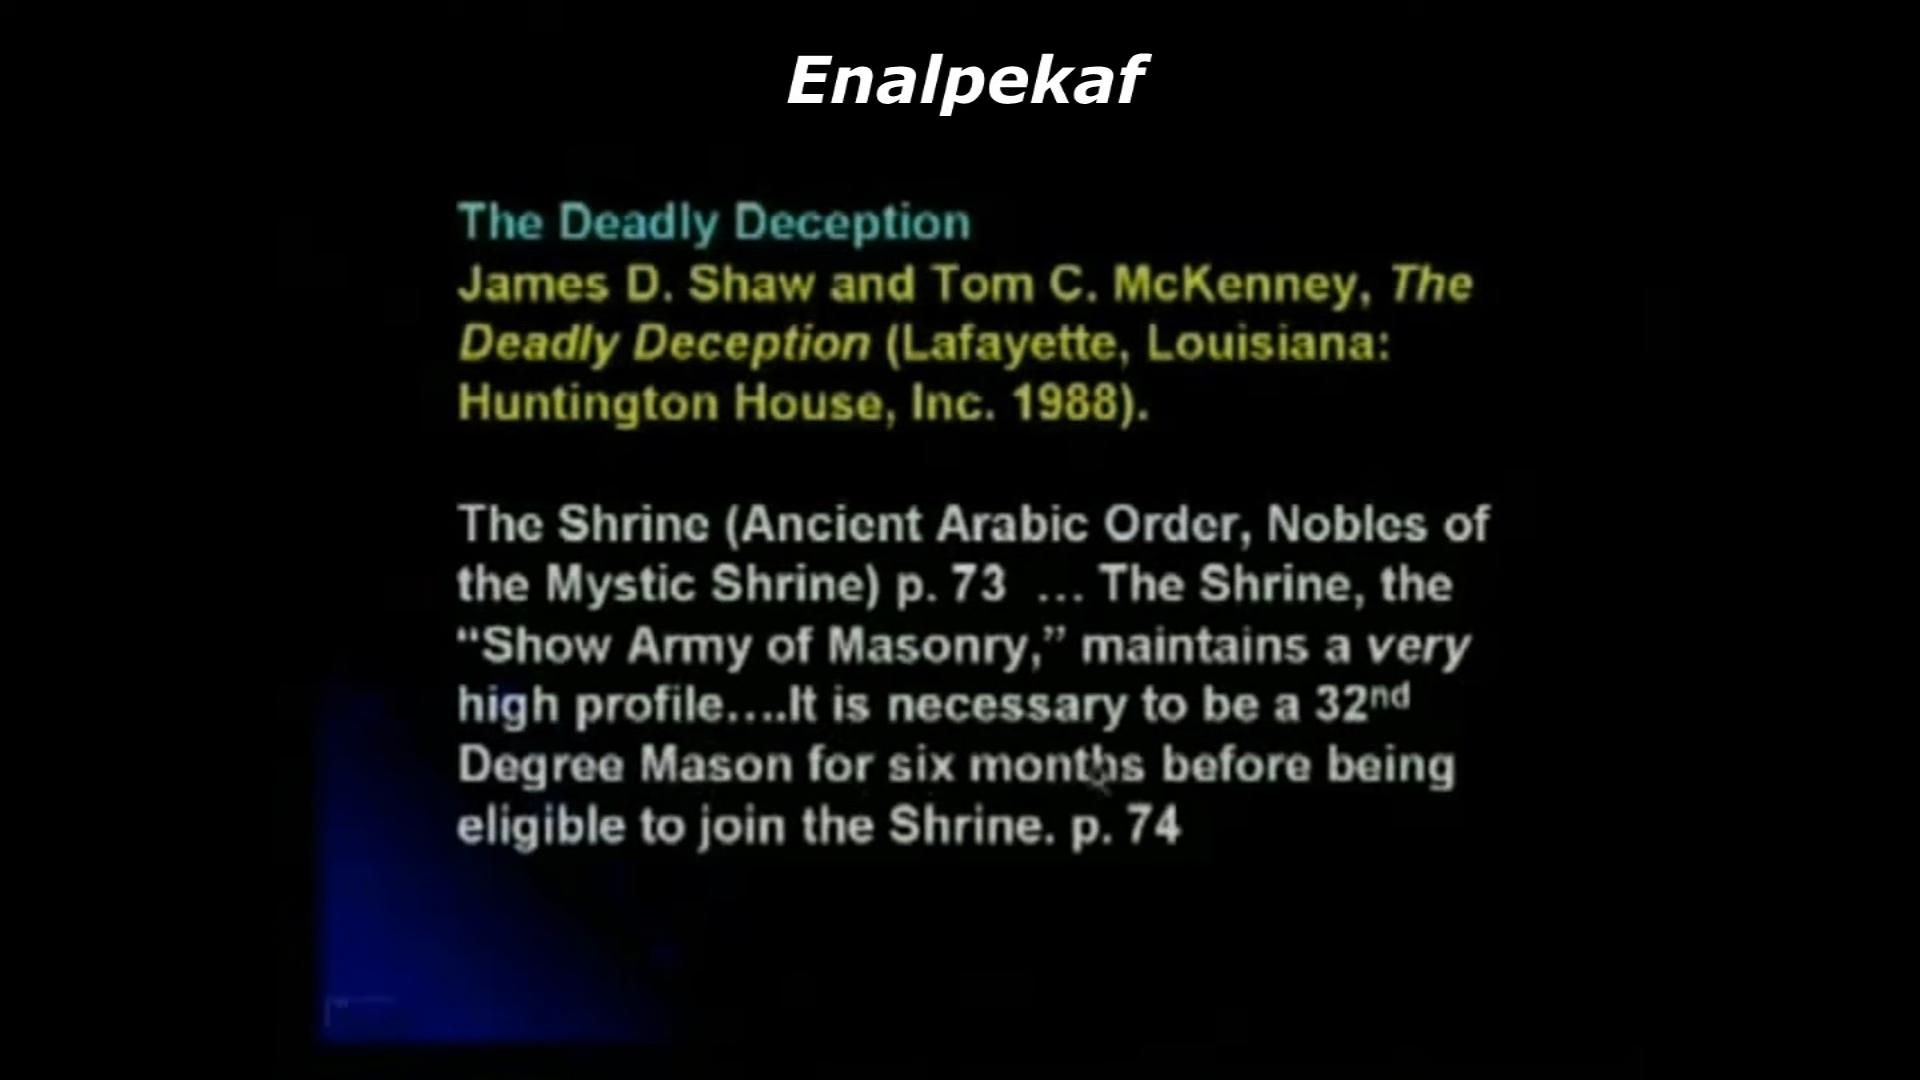 Enalpekaf
The Deadly Deception
James D. Shaw and Tom C. McKenney, The
Deadly Deception (Lafayette, Louisiana:
Huntington House, Inc. 1988).
The Shrine (Ancient Arabic Order, Nobles of
the Mystic Shrine) p. 73 … The Shrine, the
“Show Army of Masonry,” maintains a very
high profile….It is necessary to be a 32nd
Degree Mason for six months before being
eligible to join the Shrine. p. 74